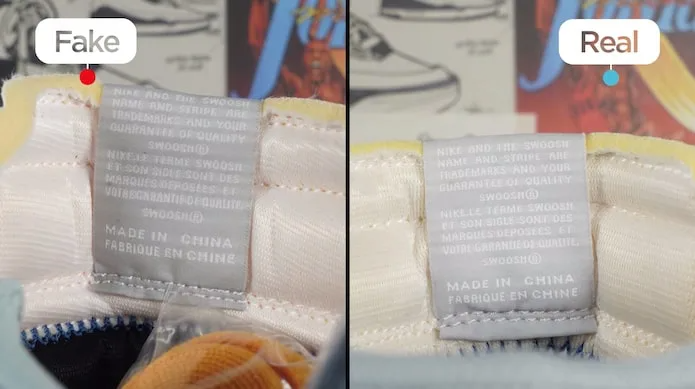 Fake
NIKE AND THE SWOOSH
NAME AND STRIPE ARE
TRADEMARKS AND YOUR
GUARANTEE OF QUALITY
SWOOSH®
NIKE.LE TERME SWOOSH
ET SON SIGLE SONT DES
MARQUES DEPOSEES, ET
VOTRE GARANTIE OF QUALITY.
SWOOSH®
MADE IN CHINA
FABRIQUE EN CHINE
Real
NIKE AND THE SWOOSH
NAME AND STRIPE ARE
TRADEMARKS AND YOUR
GUARANTEE OF QUALITY
SWOOSH®
NIKE.LE TERME SWOOSH
ET SON SIGLE SONT DES
MARQUES DEPOSEES, ET
VOTRE GARANTIE DE QUALITY.
SWOOSH®
MADE IN CHINA
FABRIQUE EN CHINE